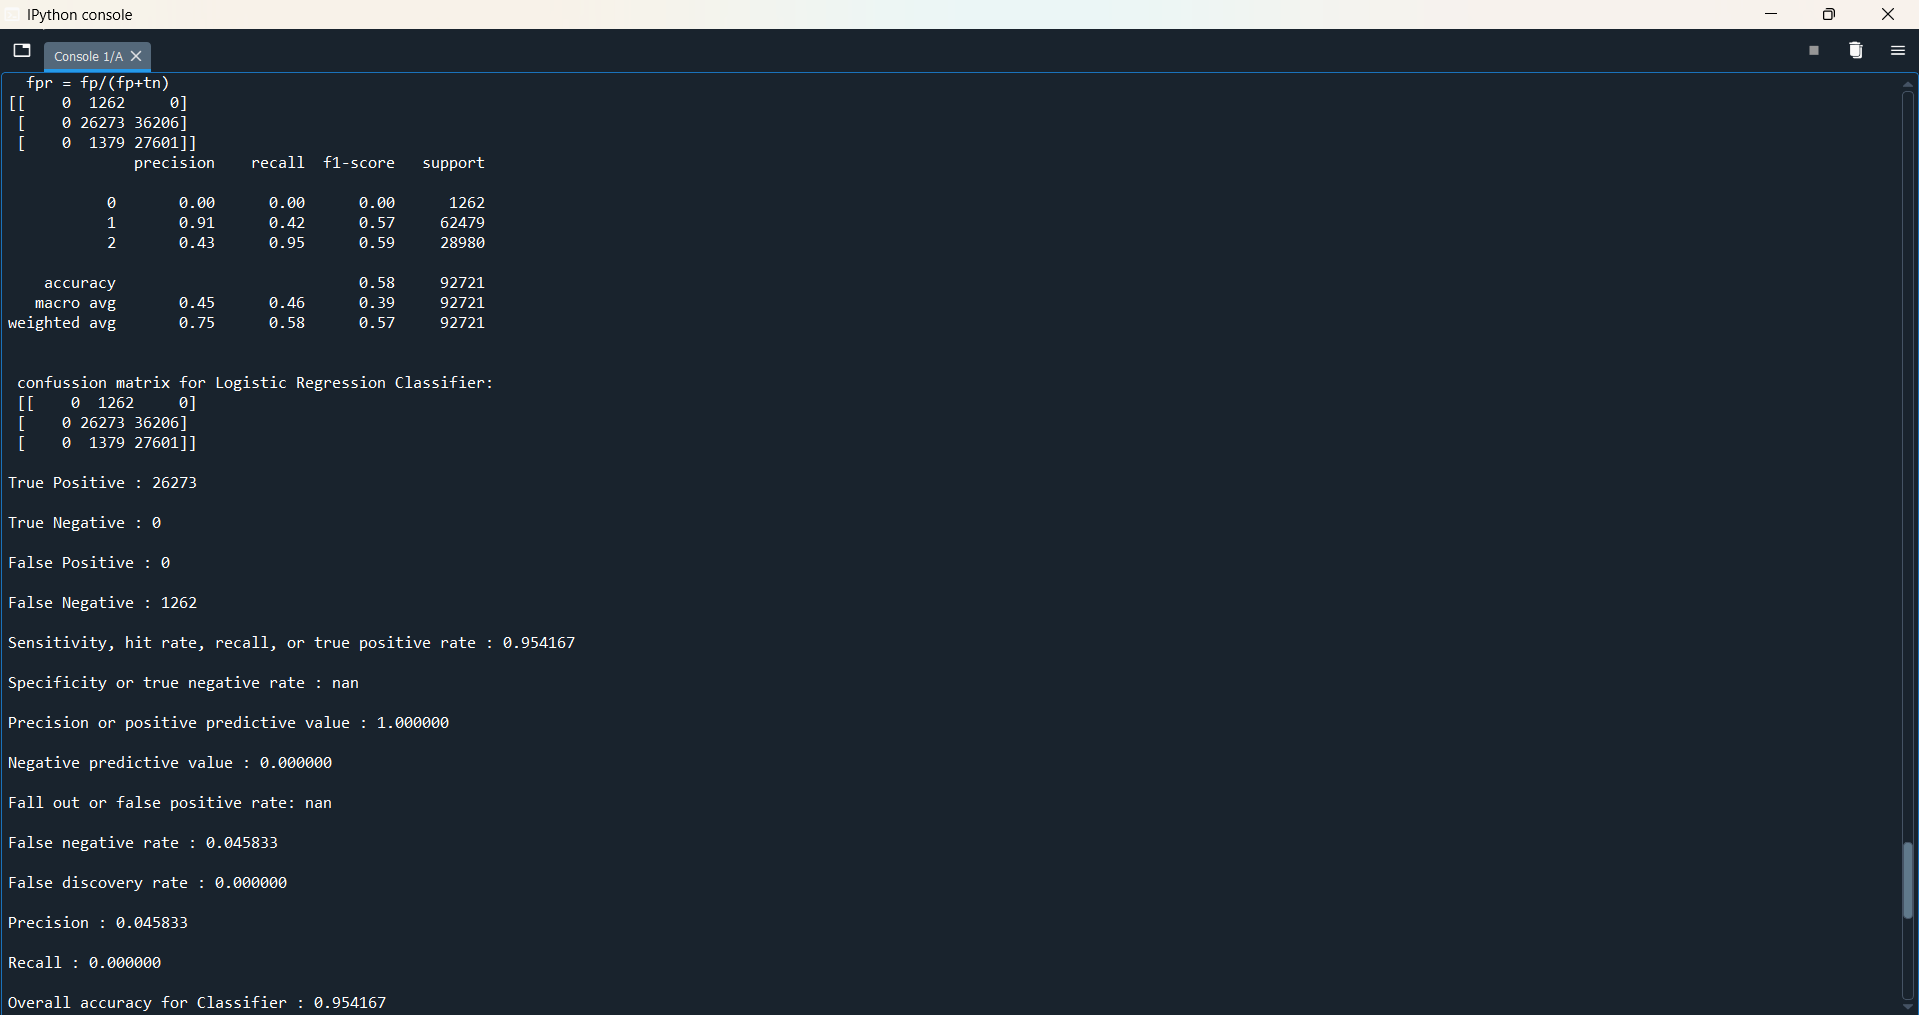 IPython console
Console 1/A
  fpr = fp/(fp+tn)
[[    0  1262     0]
 [    0 26273 36206]
 [    0  1379 27601]]
              precision    recall  f1-score   support
           0       0.00      0.00      0.00      1262
           1       0.91      0.42      0.57     62479
           2       0.43      0.95      0.59     28980
    accuracy                           0.58     92721
   macro avg       0.45      0.46      0.39     92721
weighted avg       0.75      0.58      0.57     92721
 confussion matrix for Logistic Regression Classifier:
 [[    0  1262     0]
 [    0 26273 36206]
 [    0  1379 27601]]
True Positive : 26273
True Negative : 0
False Positive : 0
False Negative : 1262
Sensitivity, hit rate, recall, or true positive rate : 0.954167
Specificity or true negative rate : nan
Precision or positive predictive value : 1.000000
Negative predictive value : 0.000000
Fall out or false positive rate: nan
False negative rate : 0.045833
False discovery rate : 0.000000
Precision : 0.045833
Recall : 0.000000
Overall accuracy for Classifier : 0.954167